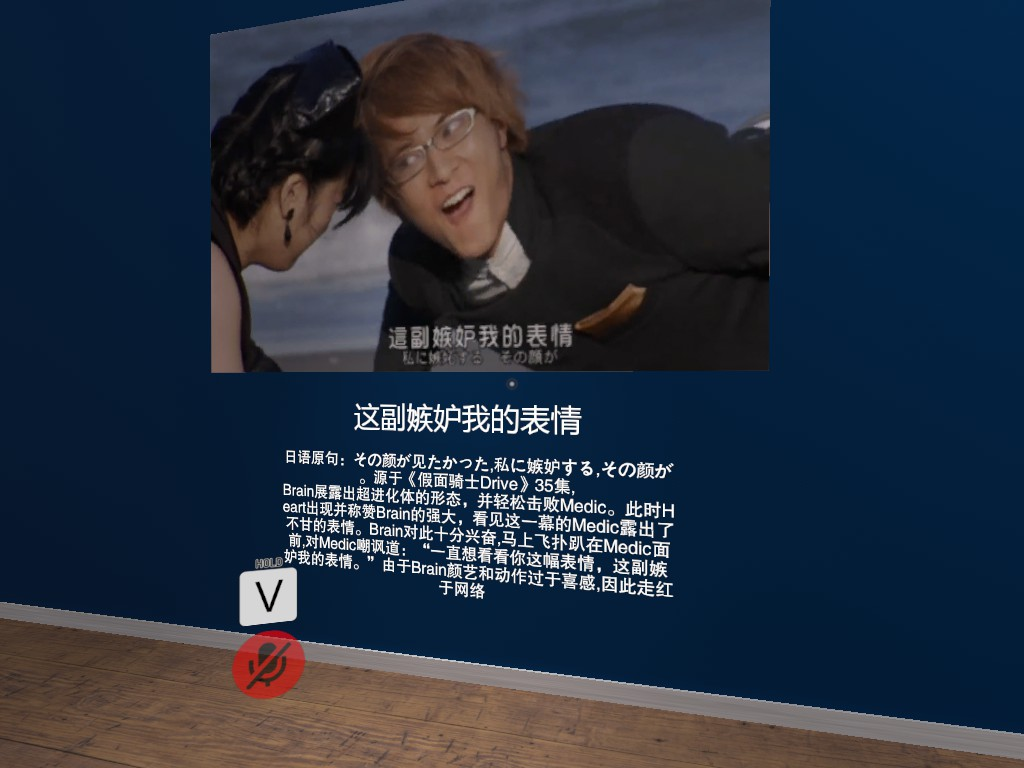 這副嫉妒我的表情
私に嫉妒する その顔が
这副嫉妒我的表情
日语原句：その颜が见たかった,私に嫉妒する,その颜が
。源于《假面骑士Drive》35集,
Brain展露出超进化体的形态，并轻松击败Medic。此时H
eart出现并称赞Brain的强大，看见这一幕的Medic露出了
不甘的表情。Brain对此十分兴奋,马上飞扑趴在Medic面
前,对Medic嘲讽道：“一直想看看你这幅表情，这副嫉
妒我的表情。”由于Brain颜艺和动作过于喜感,因此走红
于网络
HOLD
V